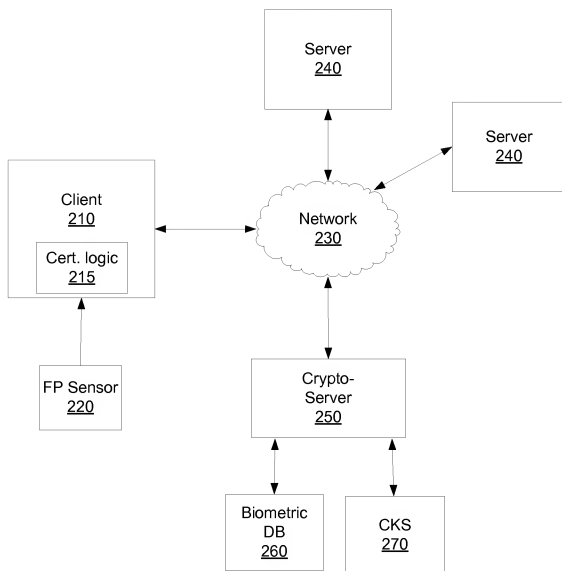 Server
240
Server
240
Client
210
Cert. logic
215
Network
230
FP Sensor
220
Crypto-
Server
250
Biometric
DB
260
CKS
270